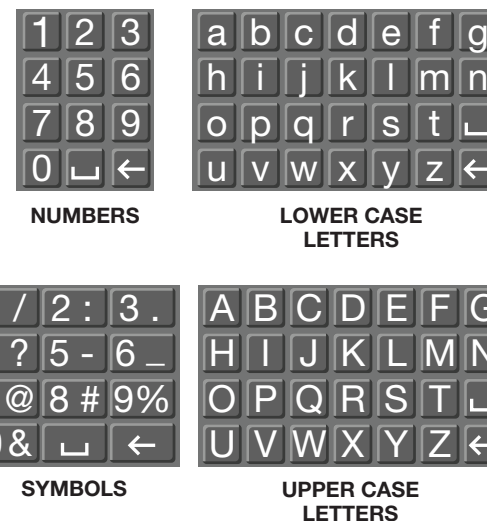 1 2 3 a b c d e f g
4 5 6 h i j k l m n
7 8 9 o p q r s t ␣
0 ␣ ← u v w x y z ←
NUMBERS LOWER CASE
LETTERS
/ 2 : 3 . A B C D E F G
? 5 - 6 _ H I J K L M N
@ 8 # 9% O P Q R S T ␣
& ␣ ← U V W X Y Z ←
SYMBOLS UPPER CASE
LETTERS